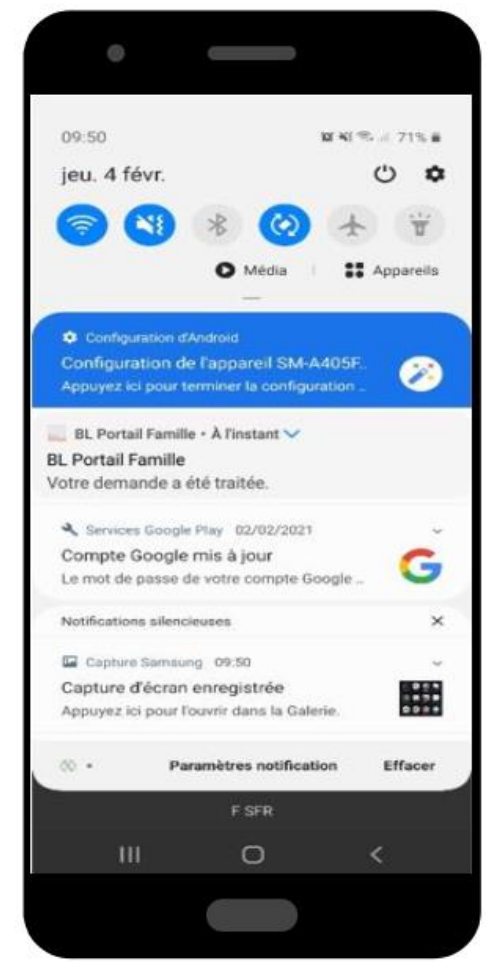 09:50 71%
jeu. 4 févr.
Média Appareils
Configuration d'Android
Configuration de l'appareil SM-A405F..
Appuyez ici pour terminer la configuration ..
BL Portail Famille • À l'instant
BL Portail Famille
Votre demande a été traitée.
Services Google Play 02/02/2021
Compte Google mis à jour
Le mot de passe de votre compte Google ..
Notifications silencieuses
Capture Samsung 09:50
Capture d'écran enregistrée
Appuyez ici pour l'ouvrir dans la Galerie.
Paramètres notification Effacer
F SFR